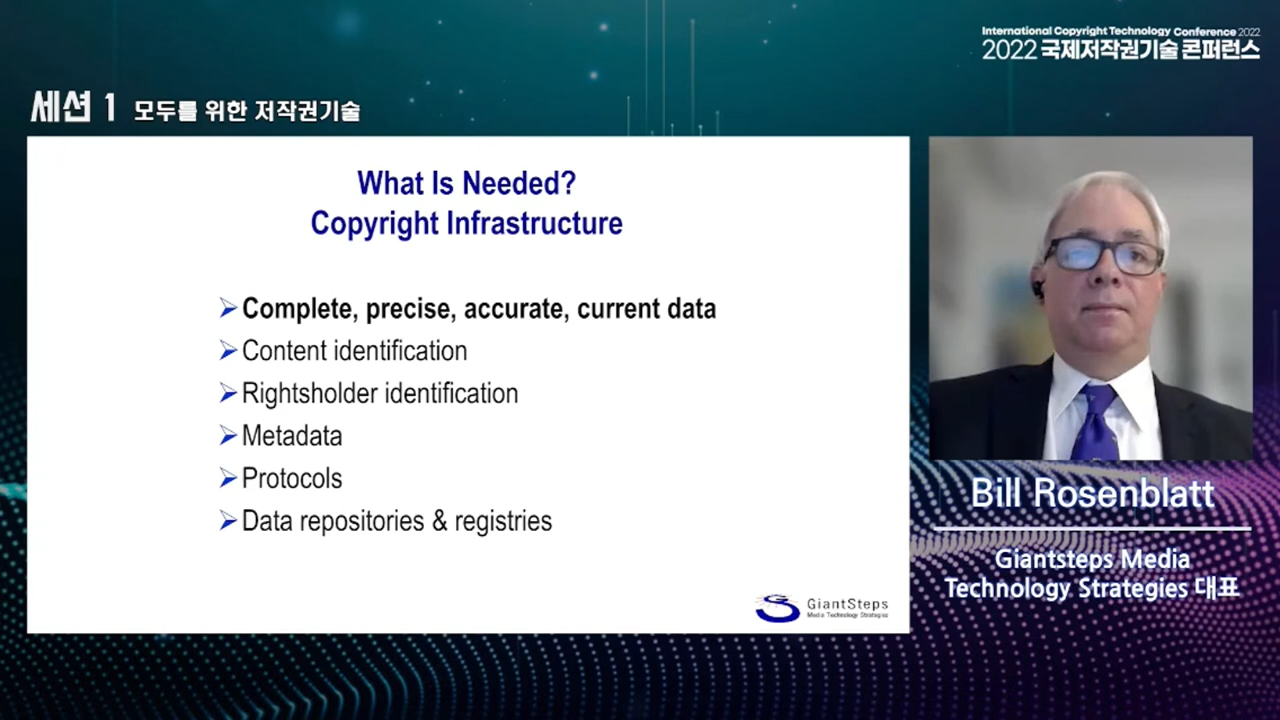 International Copyright Technology Conference 2022
2022 국제저작권기술 콘퍼런스
세션 1 모두를 위한 저작권기술
What Is Needed?
Copyright Infrastructure
Complete, precise, accurate, current data
Content identification
Rightsholder identification
Metadata
Protocols
Data repositories & registries
GiantSteps
Media Technology Strategies
Bill Rosenblatt
Giantsteps Media
Technology Strategies 대표